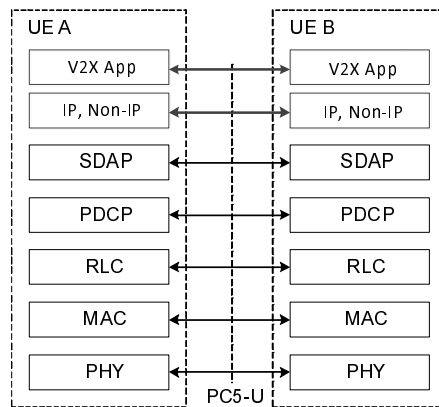 UE A
UE B
V2X App
V2X App
IP, Non-IP
IP, Non-IP
SDAP
SDAP
PDCP
PDCP
RLC
RLC
MAC
MAC
PHY
PHY
PC5-U